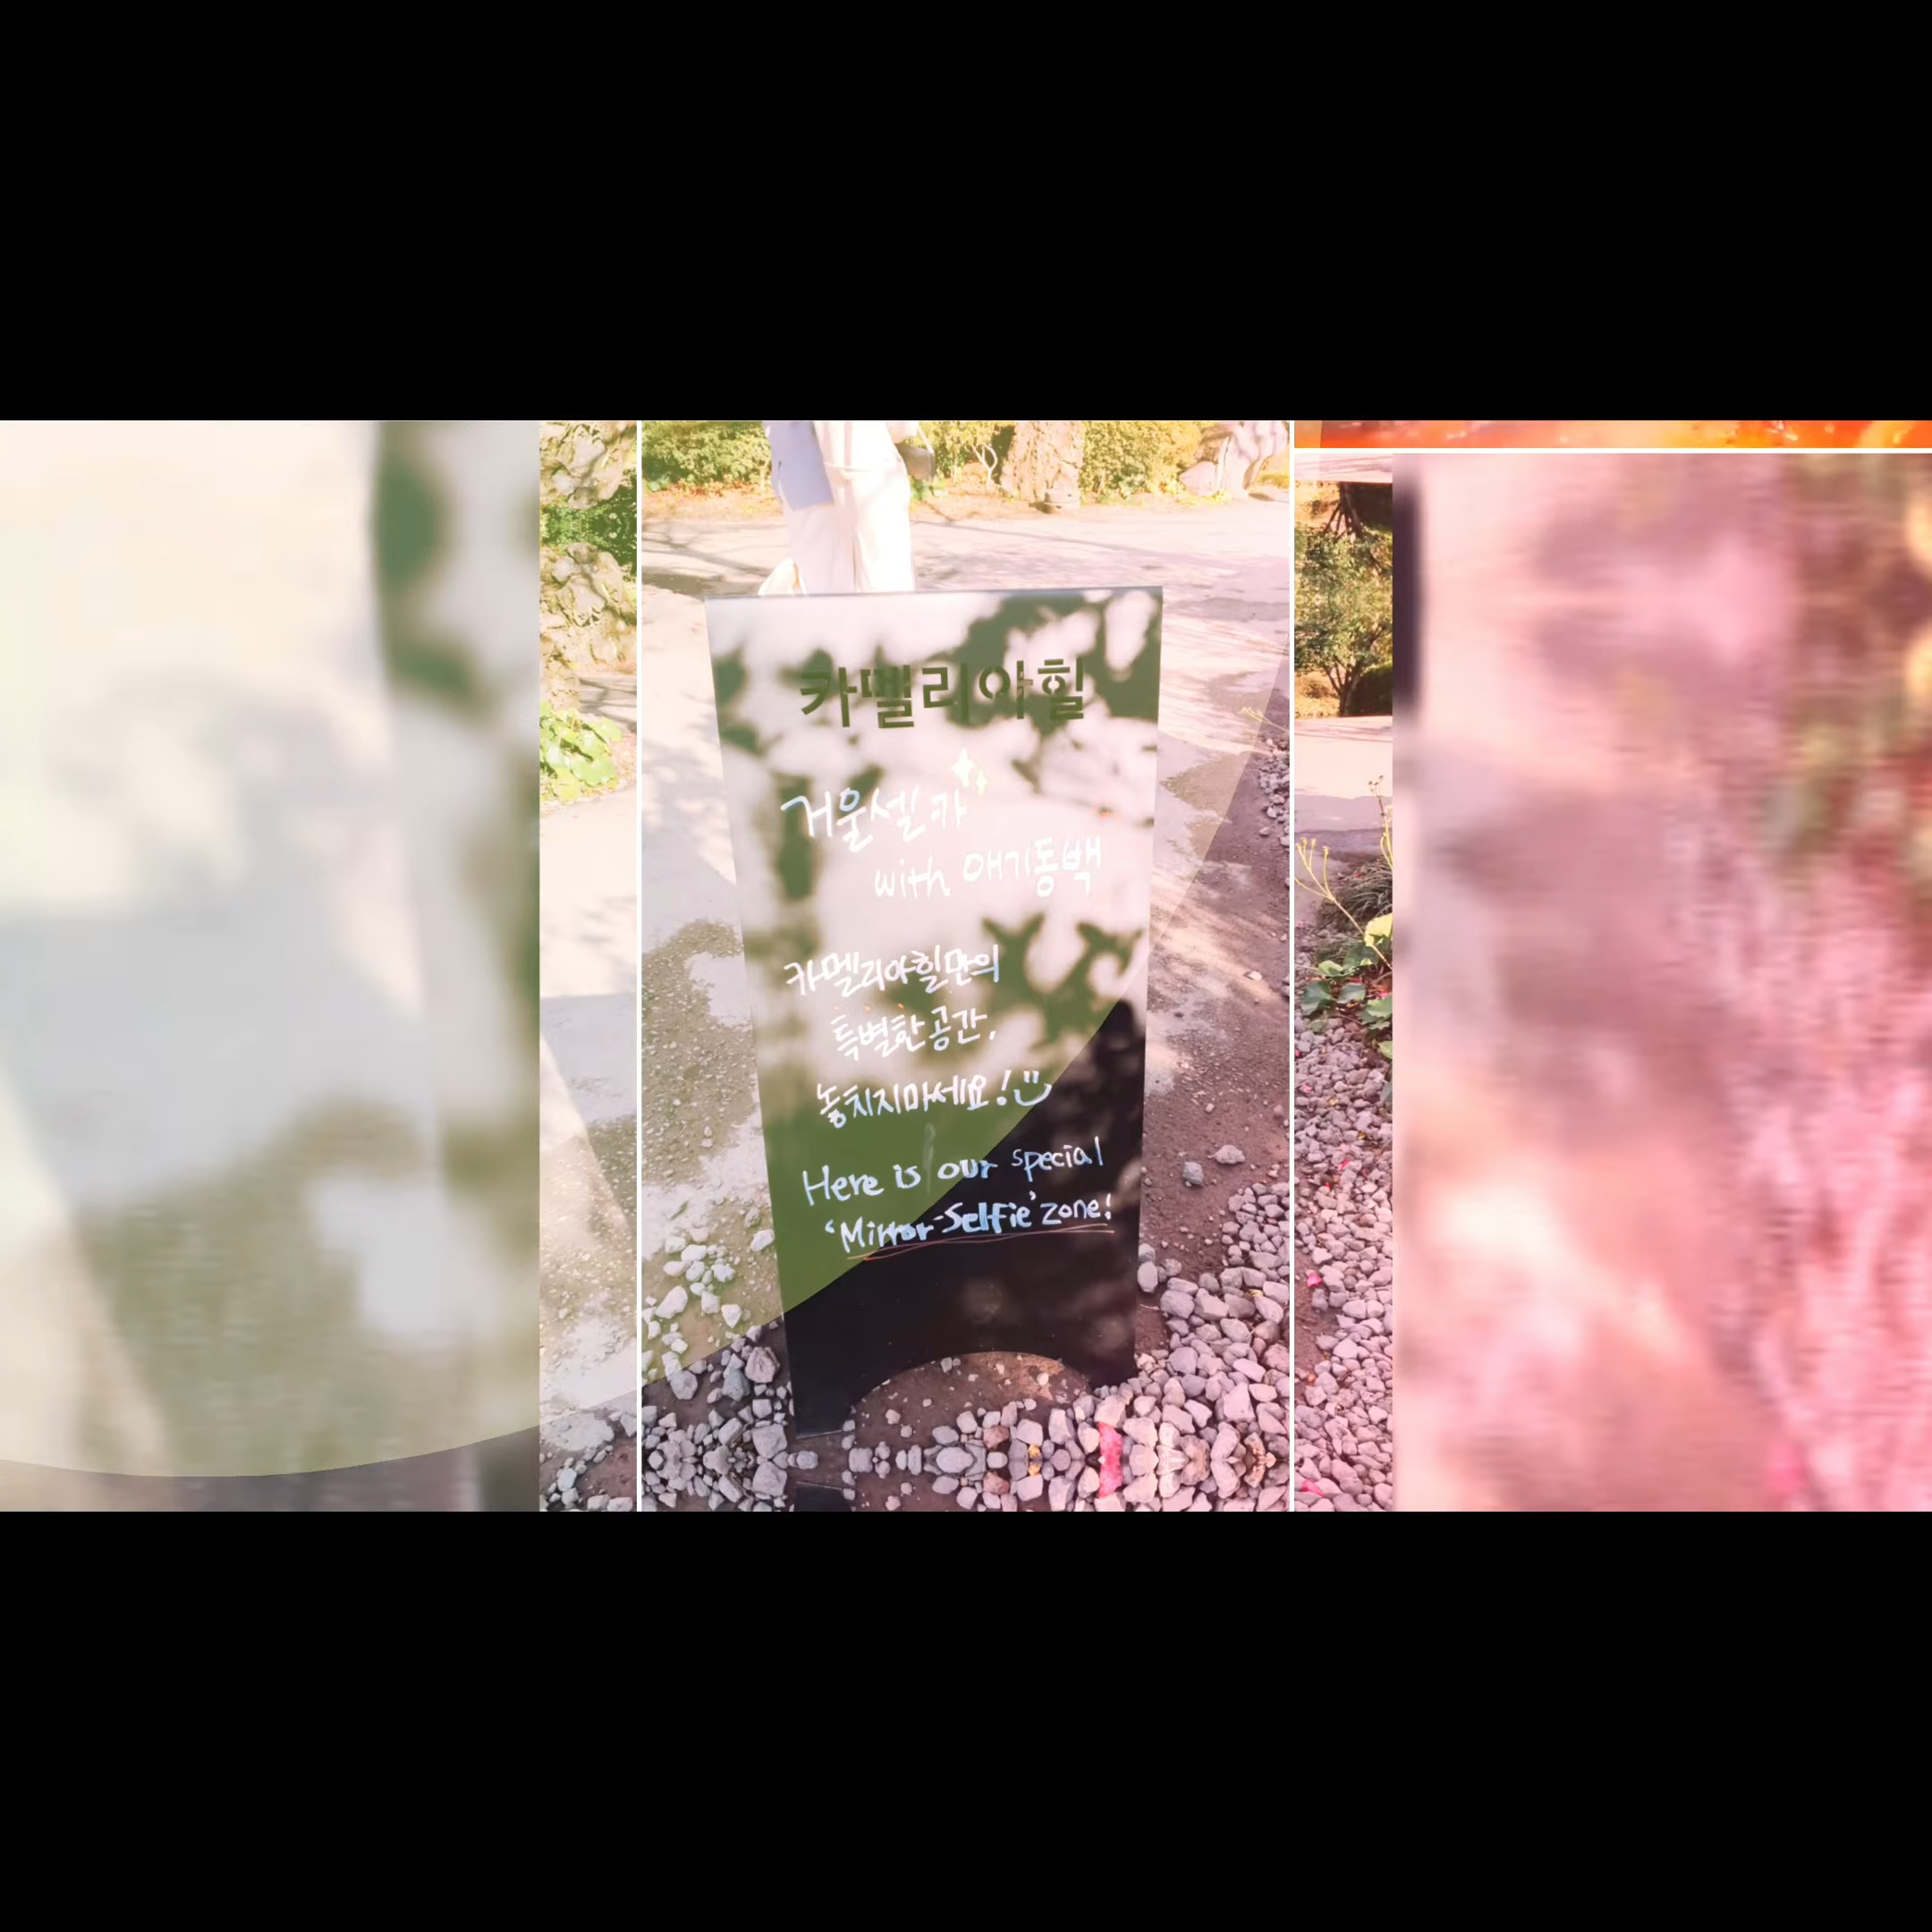 카멜리아힐
거울셀카
with 애기동백
카멜리아힐만의
특별한 공간,
놓치지마세요!
Here is our special
'Mirror-Selfie' zone!